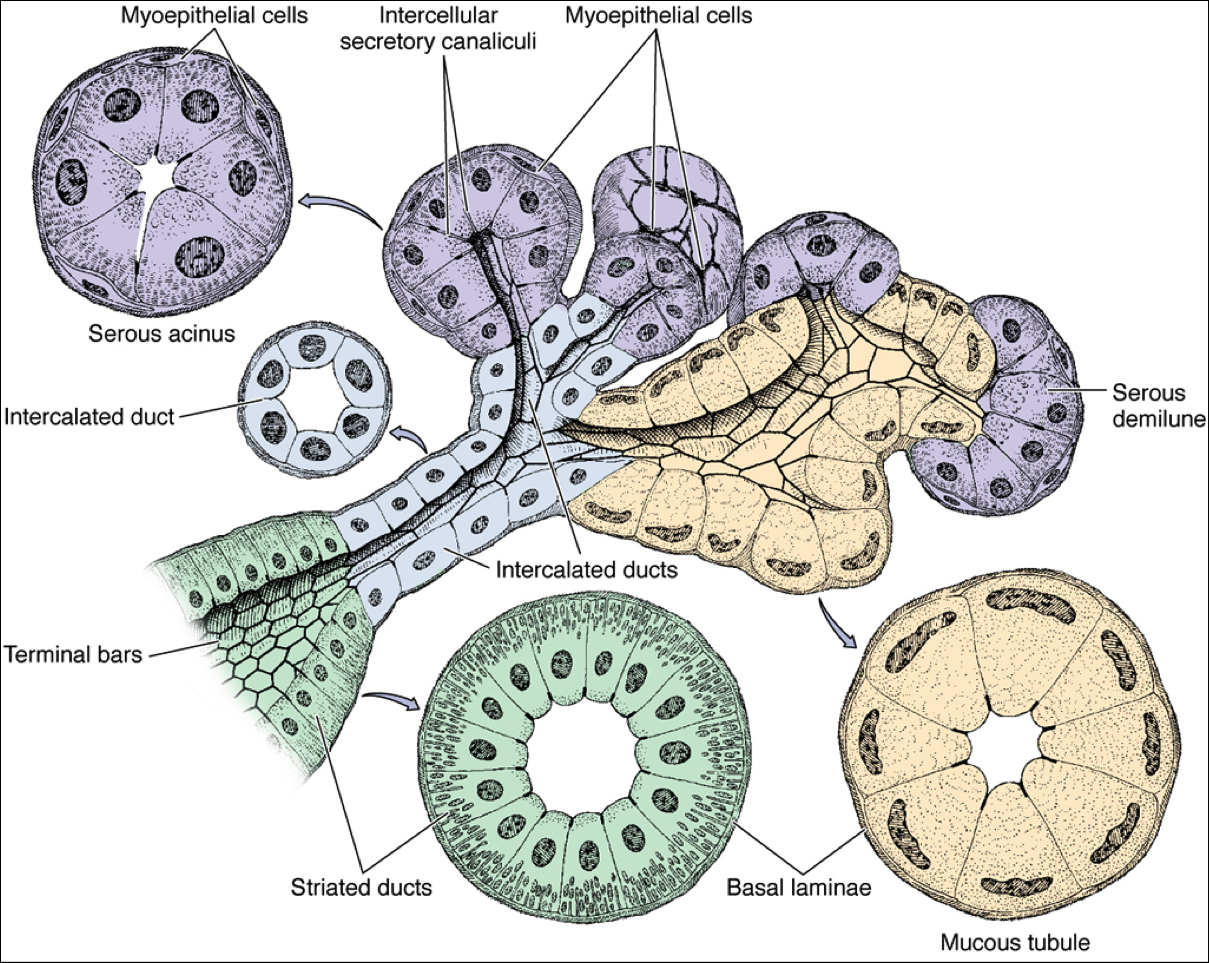 Myoepithelial cells
Intercellular
secretory canaliculi
Myoepithelial cells
Serous acinus
Intercalated duct
Serous
demilune
Intercalated ducts
Terminal bars
Striated ducts
Basal laminae
Mucous tubule